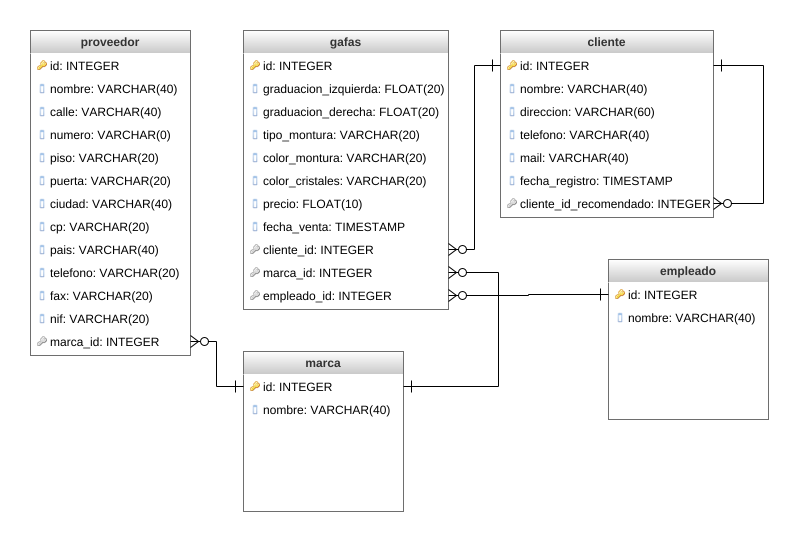 proveedor
id: INTEGER
nombre: VARCHAR(40)
calle: VARCHAR(40)
numero: VARCHAR(0)
piso: VARCHAR(20)
puerta: VARCHAR(20)
ciudad: VARCHAR(40)
cp: VARCHAR(20)
pais: VARCHAR(40)
telefono: VARCHAR(20)
fax: VARCHAR(20)
nif: VARCHAR(20)
marca_id: INTEGER
gafas
id: INTEGER
graduacion_izquierda: FLOAT(20)
graduacion_derecha: FLOAT(20)
tipo_montura: VARCHAR(20)
color_montura: VARCHAR(20)
color_cristales: VARCHAR(20)
precio: FLOAT(10)
fecha_venta: TIMESTAMP
cliente_id: INTEGER
marca_id: INTEGER
empleado_id: INTEGER
cliente
id: INTEGER
nombre: VARCHAR(40)
direccion: VARCHAR(60)
telefono: VARCHAR(40)
mail: VARCHAR(40)
fecha_registro: TIMESTAMP
cliente_id_recomendado: INTEGER
empleado
id: INTEGER
nombre: VARCHAR(40)
marca
id: INTEGER
nombre: VARCHAR(40)